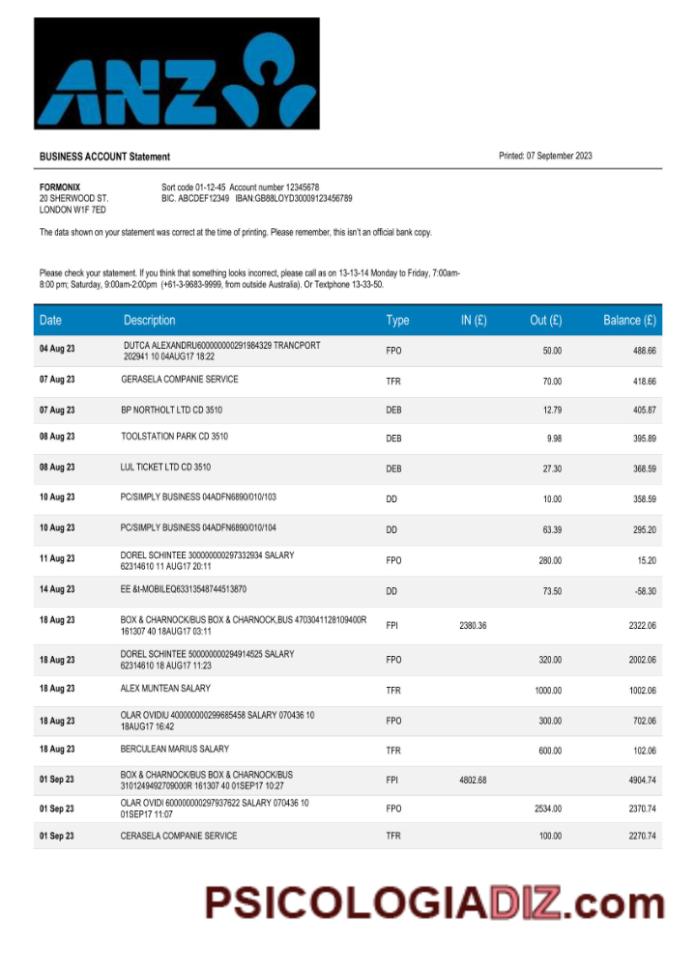 ANZ
BUSINESS ACCOUNT Statement Printed: 07 September 2023
FORMONIX Sort code 01-12-45 Account number 12345678
20 SHERWOOD ST. BIC. ABCDEF12349 IBAN:GB88LOYD30009123456789
LONDON W1F 7ED
The data shown on your statement was correct at the time of printing. Please remember, this isn't an official bank copy.
Please check your statement. If you think that something looks incorrect, please call as on 13-13-14 Monday to Friday, 7:00am-
8:00 pm; Saturday, 9:00am-2:00pm (+61-3-9683-9999, from outside Australia). Or Textphone 13-33-50.
Date Description Type IN (£) Out (£) Balance (£)
04 Aug 23 DUTCA ALEXANDRU600000000291984329 TRANCPORT FPO 50.00 488.66
202941 10 04AUG17 18:22
07 Aug 23 GERASELA COMPANIE SERVICE TFR 70.00 418.66
07 Aug 23 BP NORTHOLT LTD CD 3510 DEB 12.79 405.87
08 Aug 23 TOOLSTATION PARK CD 3510 DEB 9.98 395.89
08 Aug 23 LUL TICKET LTD CD 3510 DEB 27.30 368.59
10 Aug 23 PC/SIMPLY BUSINESS 04ADFN6890/010/103 DD 10.00 358.59
10 Aug 23 PC/SIMPLY BUSINESS 04ADFN6890/010/104 DD 63.39 295.20
11 Aug 23 DOREL SCHINTEE 300000000297332934 SALARY FPO 280.00 15.20
62314610 11 AUG17 20:11
14 Aug 23 EE &t-MOBILEQ63313548744513870 DD 73.50 -58.30
18 Aug 23 BOX & CHARNOCK/BUS BOX & CHARNOCK,BUS 4703041128109400R FPI 2380.36 2322.06
161307 40 18AUG17 03:11
18 Aug 23 DOREL SCHINTEE 500000000294914525 SALARY FPO 320.00 2002.06
62314610 18 AUG17 11:23
18 Aug 23 ALEX MUNTEAN SALARY TFR 1000.00 1002.06
18 Aug 23 OLAR OVIDIU 400000000299685458 SALARY 070436 10 FPO 300.00 702.06
18AUG17 16:42
18 Aug 23 BERCULEAN MARIUS SALARY TFR 600.00 102.06
01 Sep 23 BOX & CHARNOCK/BUS BOX & CHARNOCK/BUS FPI 4802.68 4904.74
3101249492709000R 161307 40 01SEP17 10:27
01 Sep 23 OLAR OVIDI 600000000297937622 SALARY 070436 10 FPO 2534.00 2370.74
01SEP17 11:07
01 Sep 23 CERASELA COMPANIE SERVICE TFR 100.00 2270.74
PSICOLOGIADIZ.com